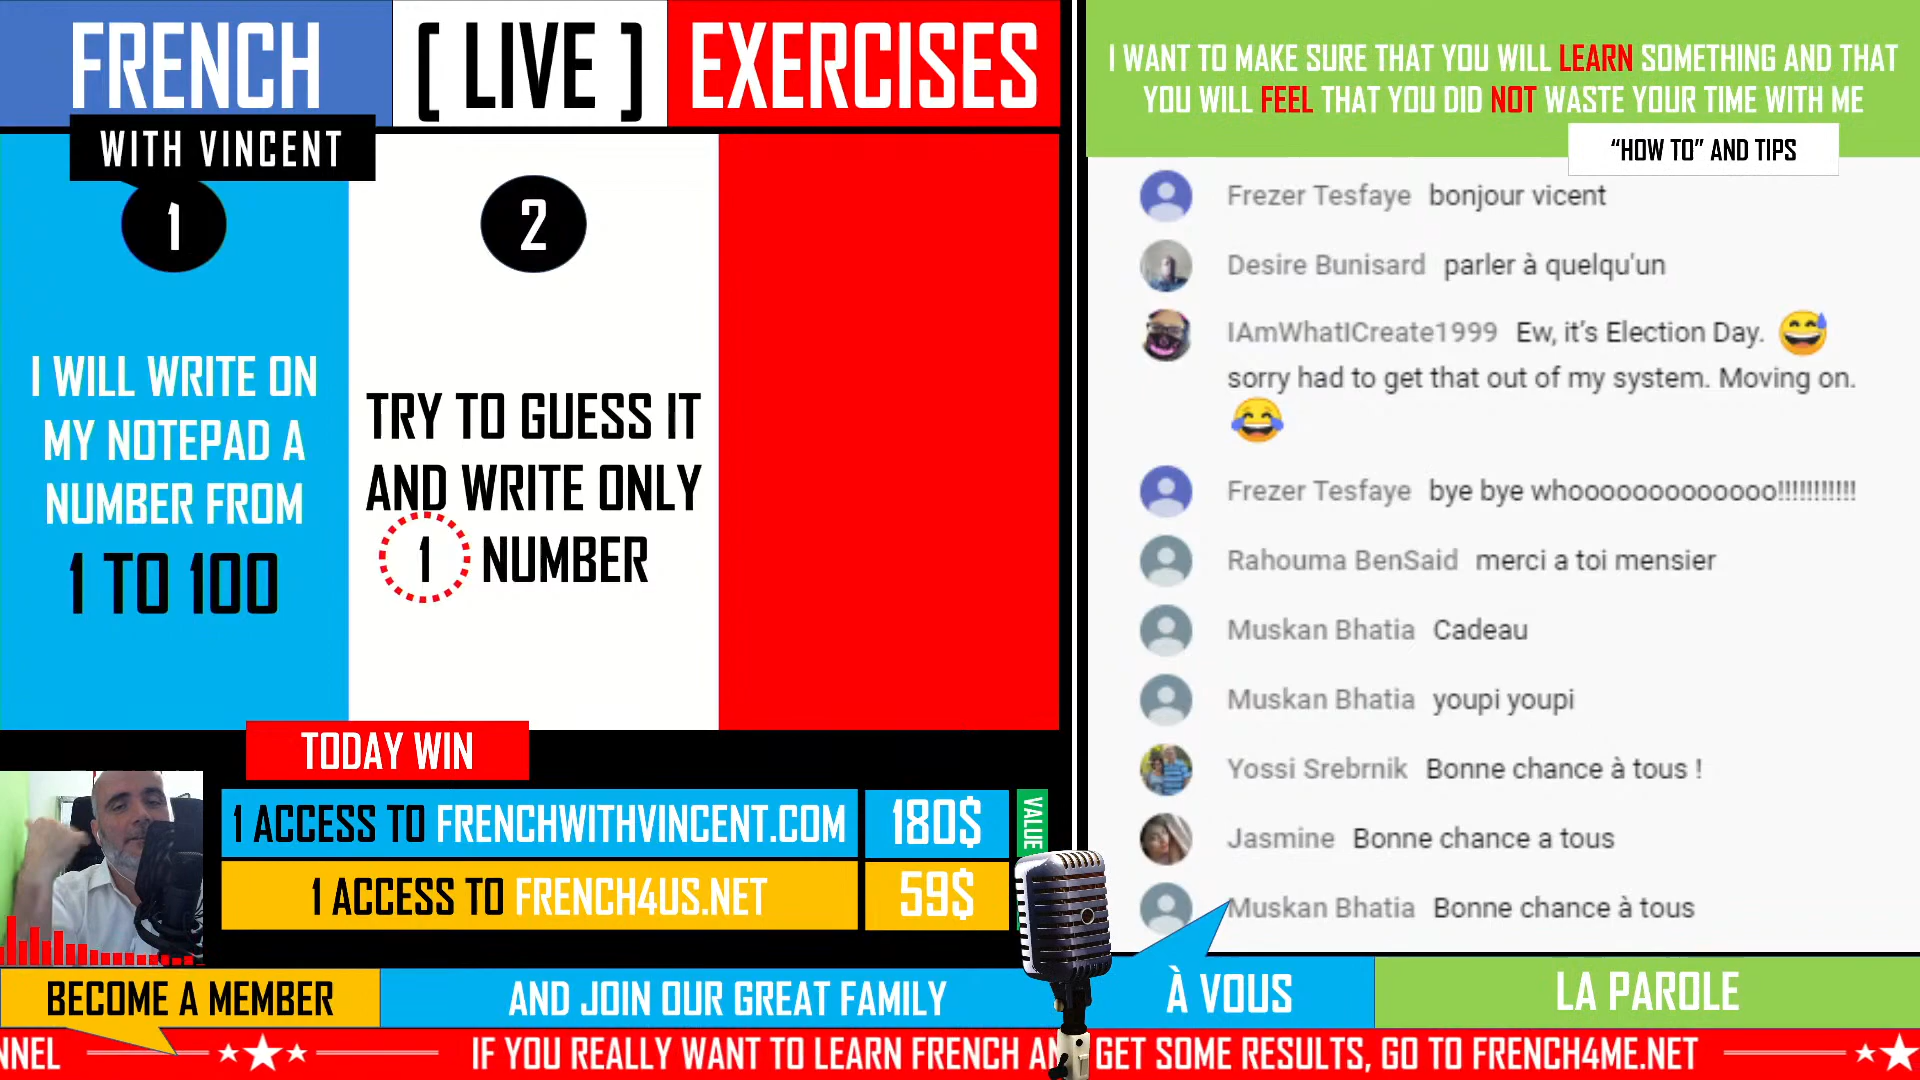 FRENCH
[ LIVE ]
EXERCISES
WITH VINCENT
1
I WILL WRITE ON
MY NOTEPAD A
NUMBER FROM
1 TO 100
2
TRY TO GUESS IT
AND WRITE ONLY
1 NUMBER
TODAY WIN
1 ACCESS TO FRENCHWITHVINCENT.COM 180$
1 ACCESS TO FRENCH4US.NET 59$
VALUE
BECOME A MEMBER
AND JOIN OUR GREAT FAMILY
I WANT TO MAKE SURE THAT YOU WILL LEARN SOMETHING AND THAT
YOU WILL FEEL THAT YOU DID NOT WASTE YOUR TIME WITH ME
“HOW TO” AND TIPS
Frezer Tesfaye bonjour vicent
Desire Bunisard parler à quelqu'un
IAmWhatICreate1999 Ew, it’s Election Day. 😅
sorry had to get that out of my system. Moving on.
😂
Frezer Tesfaye bye bye whooooooooooooo!!!!!!!!!!!
Rahouma BenSaid merci a toi mensier
Muskan Bhatia Cadeau
Muskan Bhatia youpi youpi
Yossi Srebrnik Bonne chance à tous !
Jasmine Bonne chance a tous
Muskan Bhatia Bonne chance à tous
À VOUS
LA PAROLE
NNEL IF YOU REALLY WANT TO LEARN FRENCH AN GET SOME RESULTS, GO TO FRENCH4ME.NET